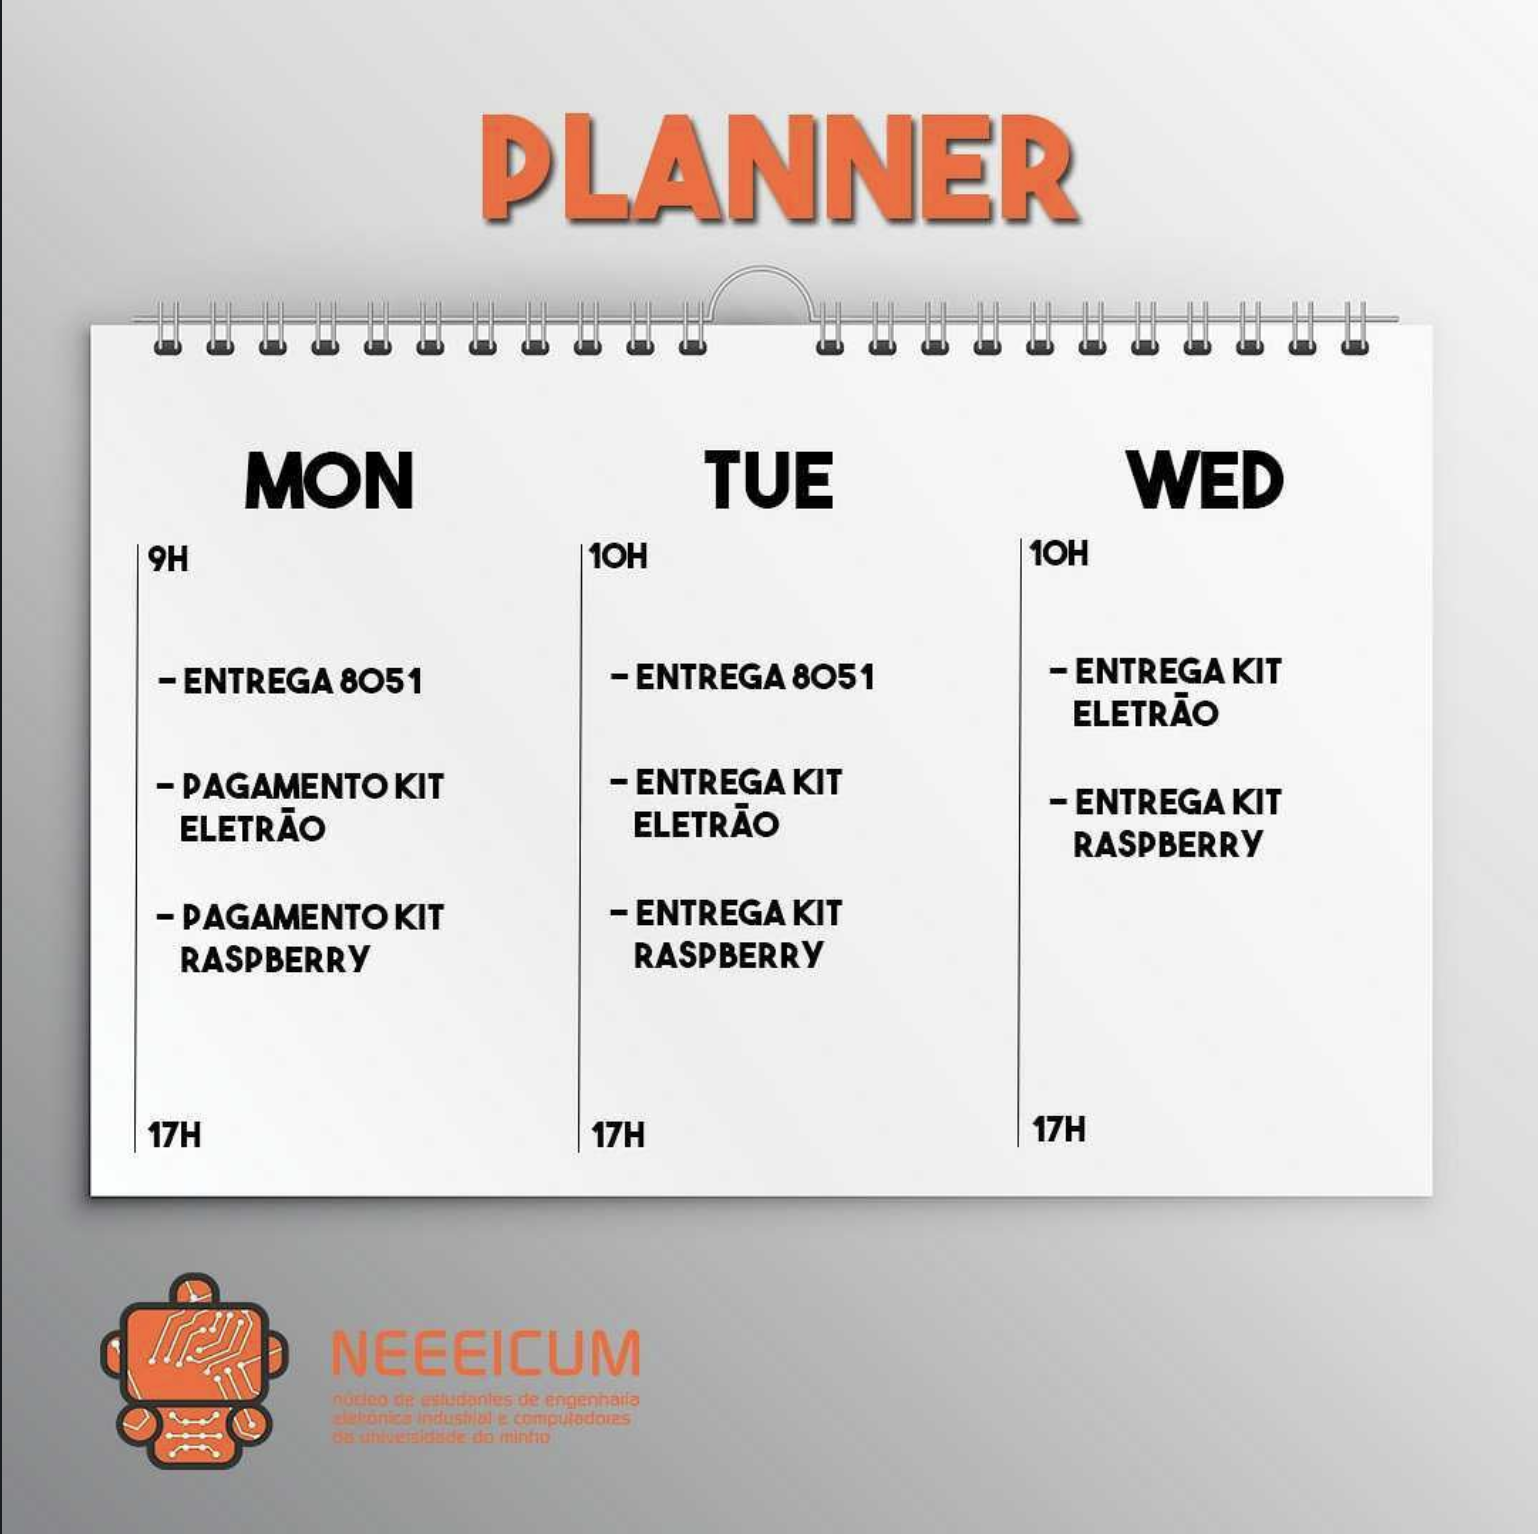 PLANNER
MON
9H
- ENTREGA 8051
- PAGAMENTO KIT
ELETRÃO
- PAGAMENTO KIT
RASPBERRY
17H
TUE
10H
- ENTREGA 8051
- ENTREGA KIT
ELETRÃO
- ENTREGA KIT
RASPBERRY
17H
WED
10H
- ENTREGA KIT
ELETRÃO
- ENTREGA KIT
RASPBERRY
17H
NEEEICUM
núcleo de estudantes de engenharia
eletrónica industrial e computadores
da universidade do minho